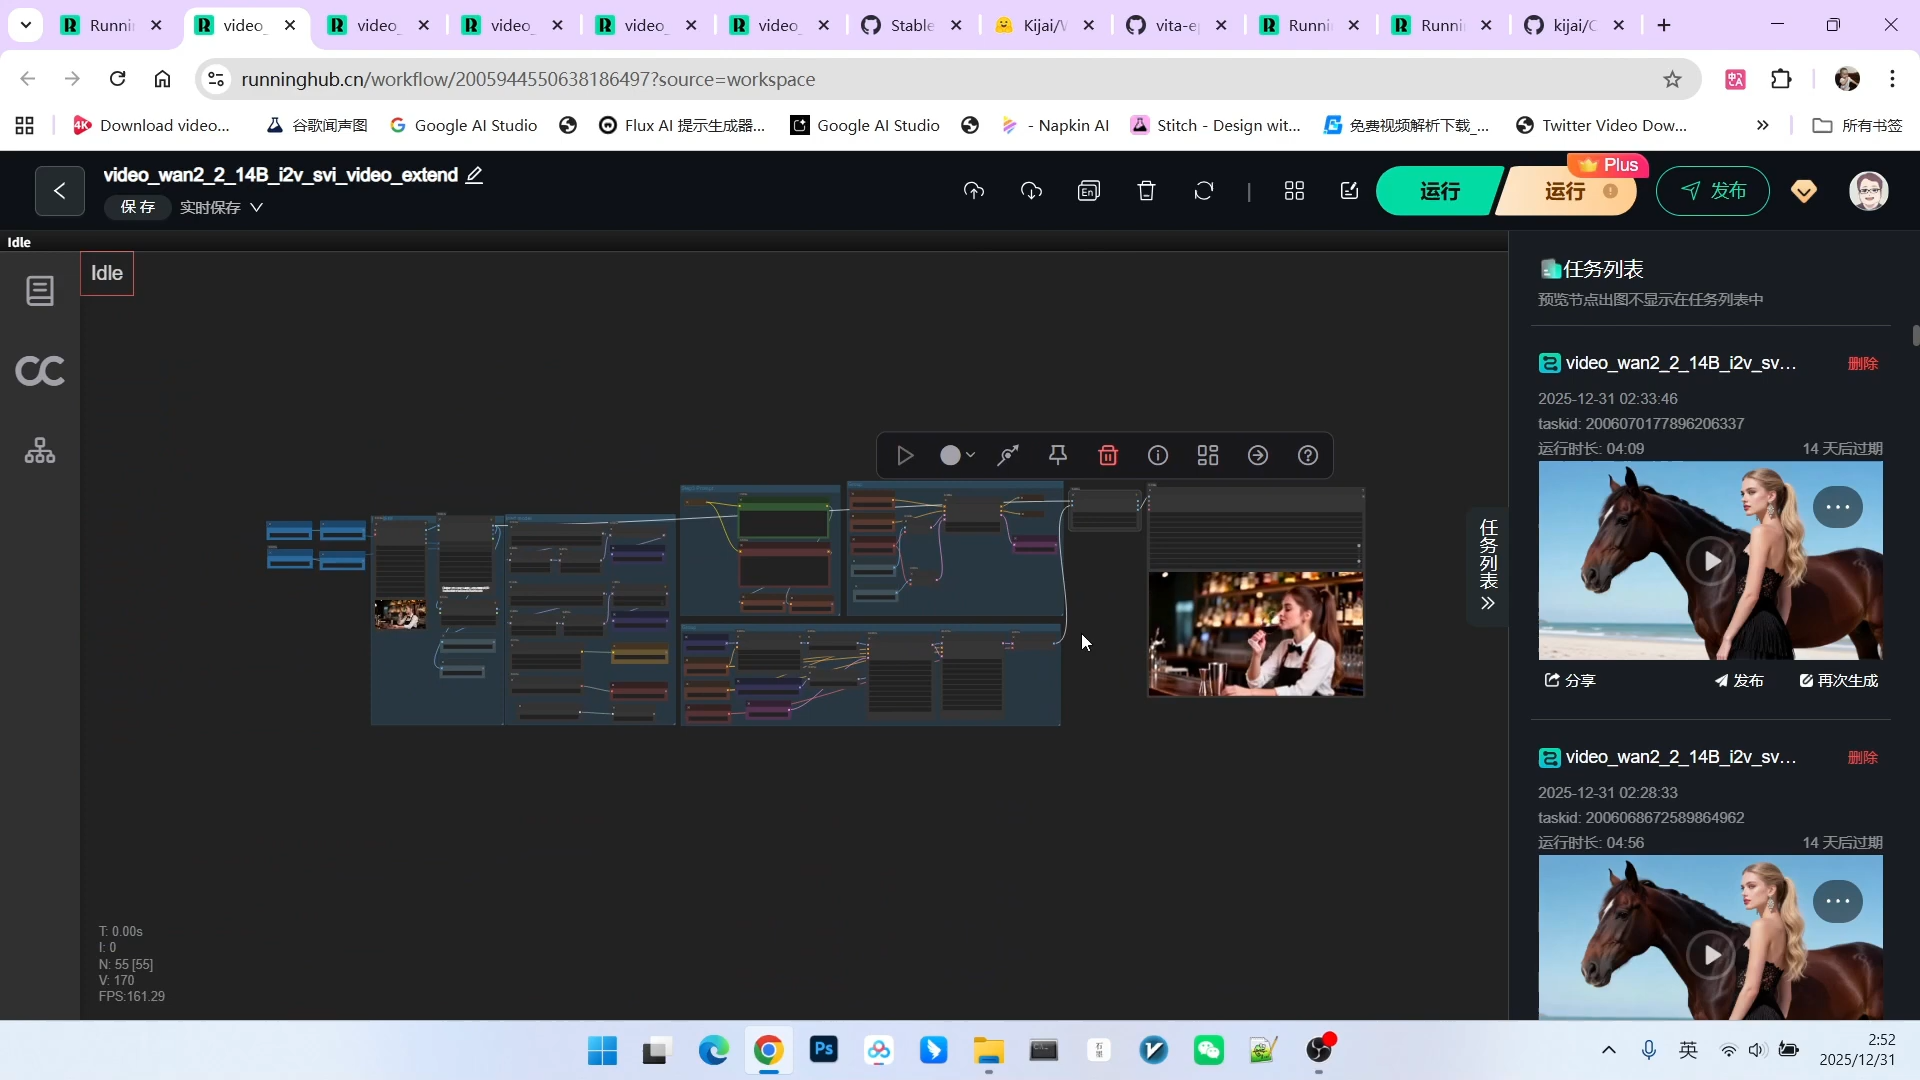 Runni
video_
video_
video_
video_
video_
Stable
Kijai/V
vita-e
Runni
Runni
kijai/C
runninghub.cn/workflow/2005944550638186497?source=workspace
Download video...
谷歌闻声图
Google AI Studio
Flux AI 提示生成器...
Google AI Studio
- Napkin AI
Stitch - Design wit...
免费视频解析下载_...
Twitter Video Dow...
所有书签
video_wan2_2_14B_i2v_svi_video_extend
保存
实时保存
运行
运行
Plus
发布
Idle
Idle
任务列表
预览节点出图不显示在任务列表中
video_wan2_2_14B_i2v_sv...
删除
2025-12-31 02:33:46
taskid: 2006070177896206337
运行时长: 04:09
14 天后过期
分享
发布
再次生成
任务列表
video_wan2_2_14B_i2v_sv...
删除
2025-12-31 02:28:33
taskid: 2006068672589864962
运行时长: 04:56
14 天后过期
T: 0.00s
I: 0
N: 55 [55]
V: 170
FPS:161.29
英
2:52
2025/12/31